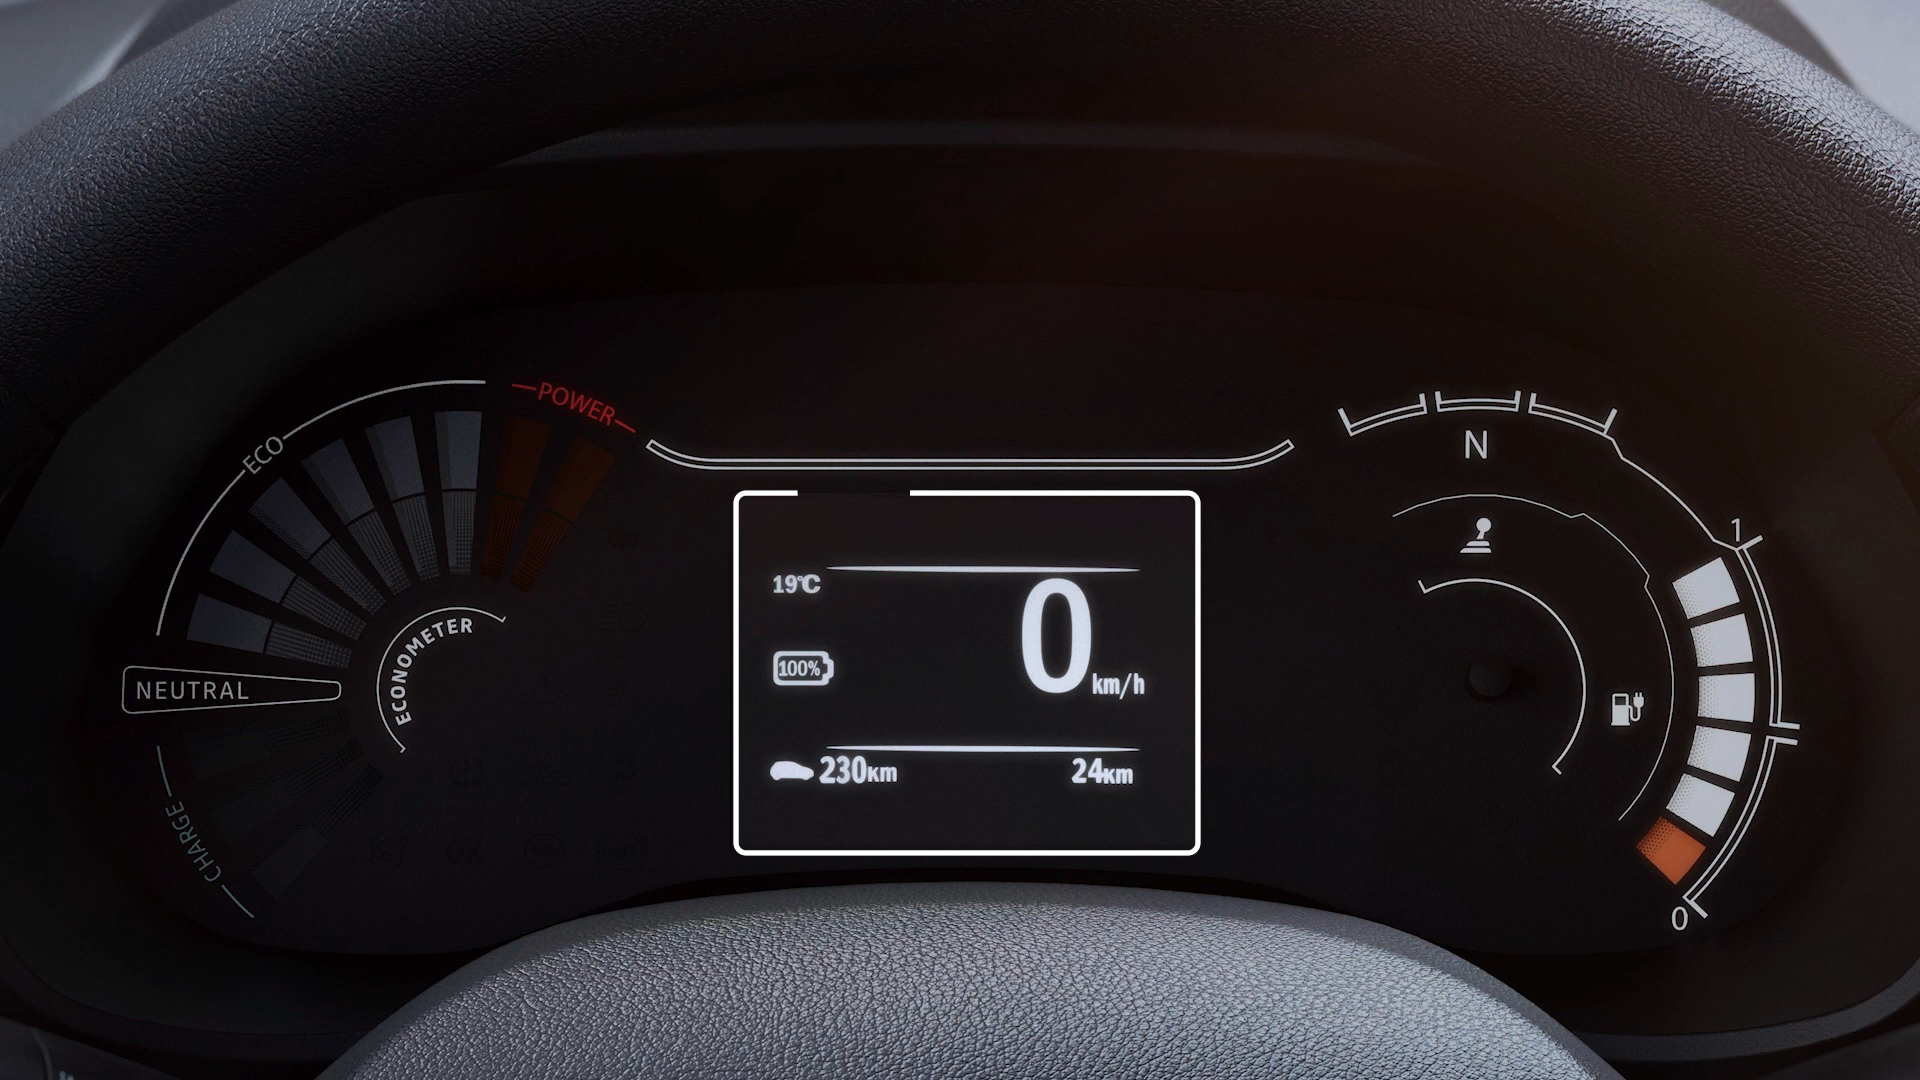 POWER
ECO
N
1
19°C
0 km/h
ECONOMETER
100%
NEUTRAL
230KM
24KM
CHARGE
0